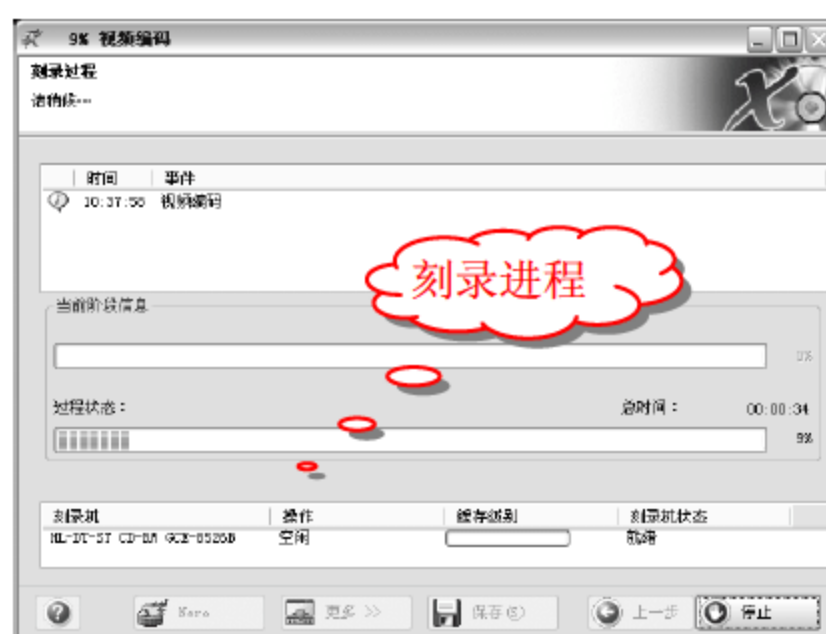 9% 视频编码
刻录过程
请稍候...
时间 事件
10:37:58 视频编码
刻录进程
当前阶段信息
0%
过程状态： 总时间： 00:00:34
9%
刻录机 操作 缓存级别 刻录机状态
HL-DT-ST CD-RW GCE-8526B 空闲 就绪
Nero 更多 >> 保存(S) 上一步 停止